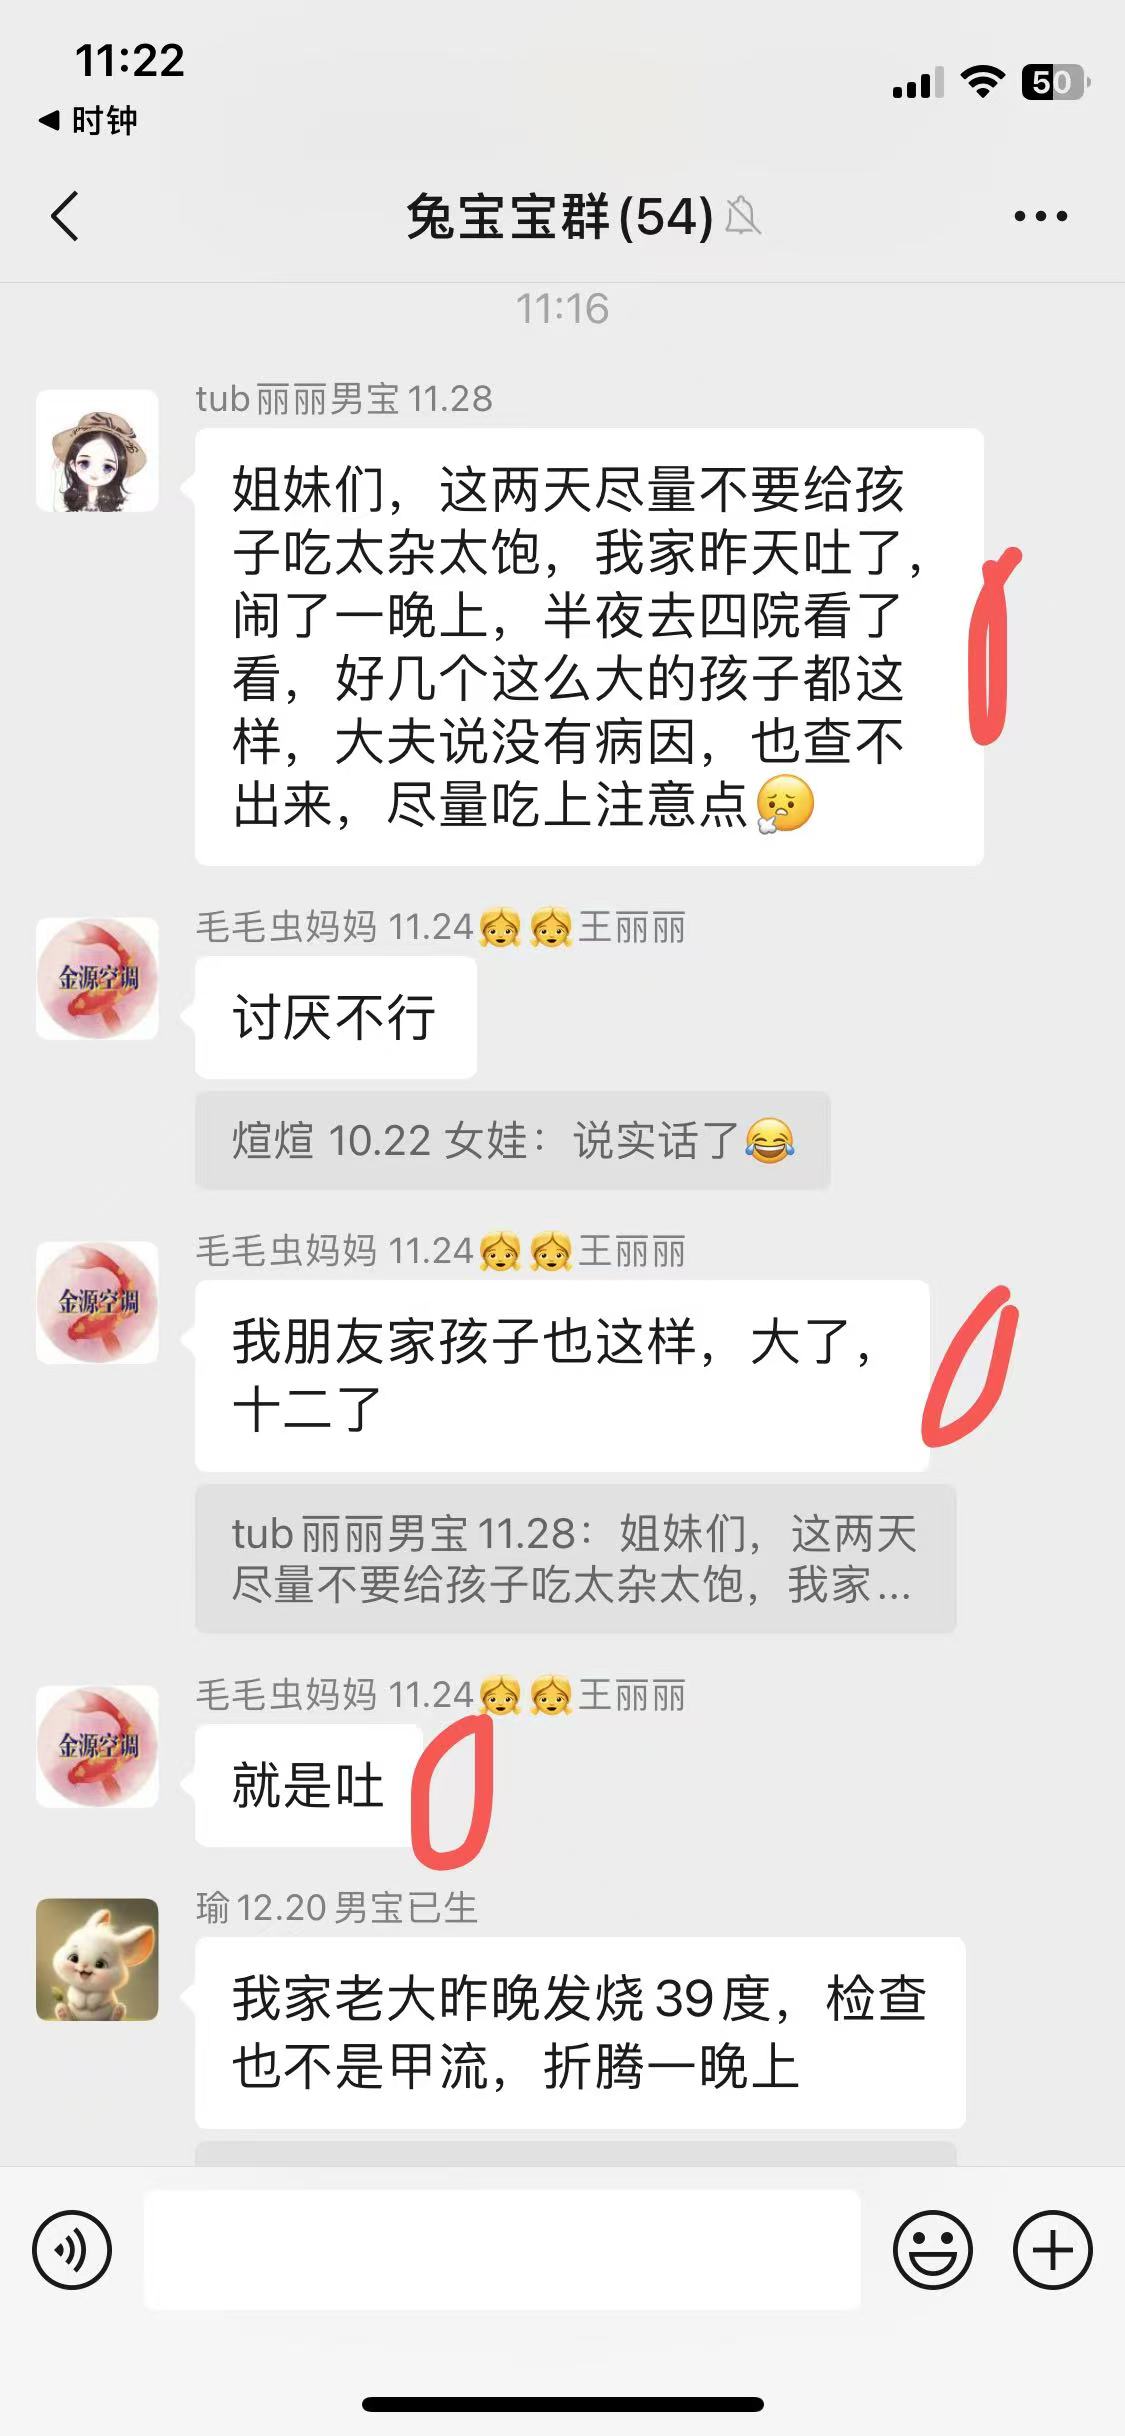 11:22
50
◀ 时钟
兔宝宝群(54)
11:16
tub丽丽男宝11.28
姐妹们，这两天尽量不要给孩
子吃太杂太饱，我家昨天吐了，
闹了一晚上，半夜去四院看了
看，好几个这么大的孩子都这
样，大夫说没有病因，也查不
出来，尽量吃上注意点😮‍💨
毛毛虫妈妈 11.24👧👧王丽丽
金源空调
讨厌不行
煊煊 10.22 女娃：说实话了😂
毛毛虫妈妈 11.24👧👧王丽丽
金源空调
我朋友家孩子也这样，大了，
十二了
tub丽丽男宝11.28：姐妹们，这两天
尽量不要给孩子吃太杂太饱，我家...
毛毛虫妈妈 11.24👧👧王丽丽
金源空调
就是吐
瑜12.20男宝已生
我家老大昨晚发烧39度，检查
也不是甲流，折腾一晚上